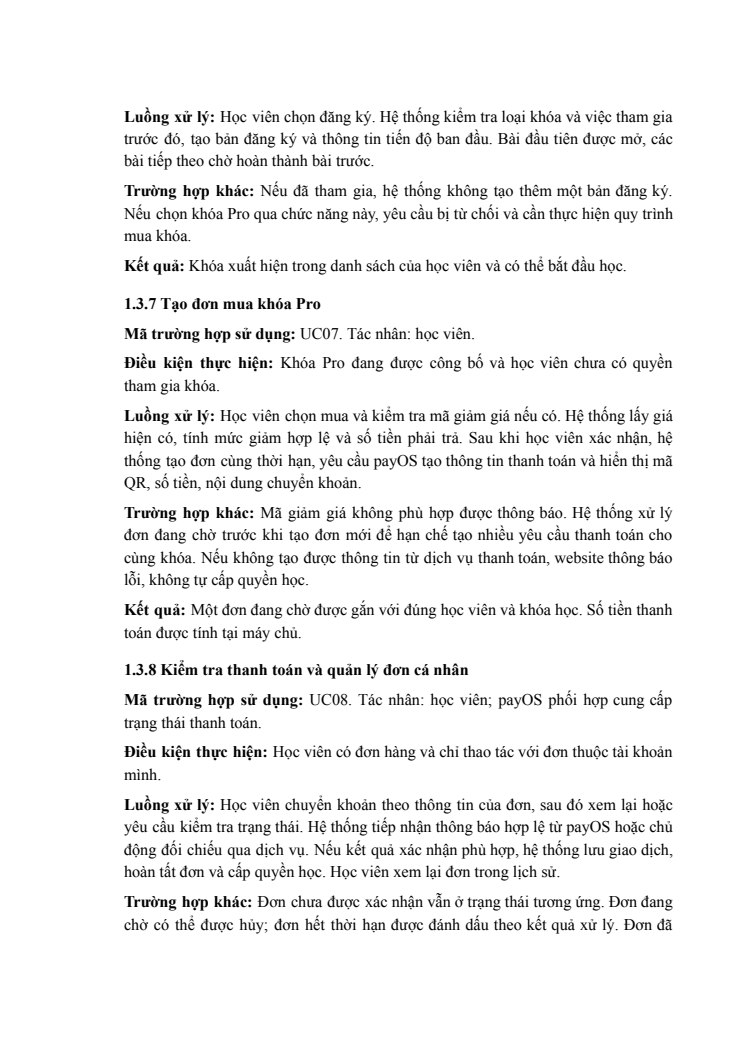 Luồng xử lý: Học viên chọn đăng ký. Hệ thống kiểm tra loại khóa và việc tham gia
trước đó, tạo bản đăng ký và thông tin tiến độ ban đầu. Bài đầu tiên được mở, các
bài tiếp theo chờ hoàn thành bài trước.
Trường hợp khác: Nếu đã tham gia, hệ thống không tạo thêm một bản đăng ký.
Nếu chọn khóa Pro qua chức năng này, yêu cầu bị từ chối và cần thực hiện quy trình
mua khóa.
Kết quả: Khóa xuất hiện trong danh sách của học viên và có thể bắt đầu học.
1.3.7 Tạo đơn mua khóa Pro
Mã trường hợp sử dụng: UC07. Tác nhân: học viên.
Điều kiện thực hiện: Khóa Pro đang được công bố và học viên chưa có quyền
tham gia khóa.
Luồng xử lý: Học viên chọn mua và kiểm tra mã giảm giá nếu có. Hệ thống lấy giá
hiện có, tính mức giảm hợp lệ và số tiền phải trả. Sau khi học viên xác nhận, hệ
thống tạo đơn cùng thời hạn, yêu cầu payOS tạo thông tin thanh toán và hiển thị mã
QR, số tiền, nội dung chuyển khoản.
Trường hợp khác: Mã giảm giá không phù hợp được thông báo. Hệ thống xử lý
đơn đang chờ trước khi tạo đơn mới để hạn chế tạo nhiều yêu cầu thanh toán cho
cùng khóa. Nếu không tạo được thông tin từ dịch vụ thanh toán, website thông báo
lỗi, không tự cấp quyền học.
Kết quả: Một đơn đang chờ được gắn với đúng học viên và khóa học. Số tiền thanh
toán được tính tại máy chủ.
1.3.8 Kiểm tra thanh toán và quản lý đơn cá nhân
Mã trường hợp sử dụng: UC08. Tác nhân: học viên; payOS phối hợp cung cấp
trạng thái thanh toán.
Điều kiện thực hiện: Học viên có đơn hàng và chỉ thao tác với đơn thuộc tài khoản
mình.
Luồng xử lý: Học viên chuyển khoản theo thông tin của đơn, sau đó xem lại hoặc
yêu cầu kiểm tra trạng thái. Hệ thống tiếp nhận thông báo hợp lệ từ payOS hoặc chủ
động đối chiếu qua dịch vụ. Nếu kết quả xác nhận phù hợp, hệ thống lưu giao dịch,
hoàn tất đơn và cấp quyền học. Học viên xem lại đơn trong lịch sử.
Trường hợp khác: Đơn chưa được xác nhận vẫn ở trạng thái tương ứng. Đơn đang
chờ có thể được hủy; đơn hết thời hạn được đánh dấu theo kết quả xử lý. Đơn đã